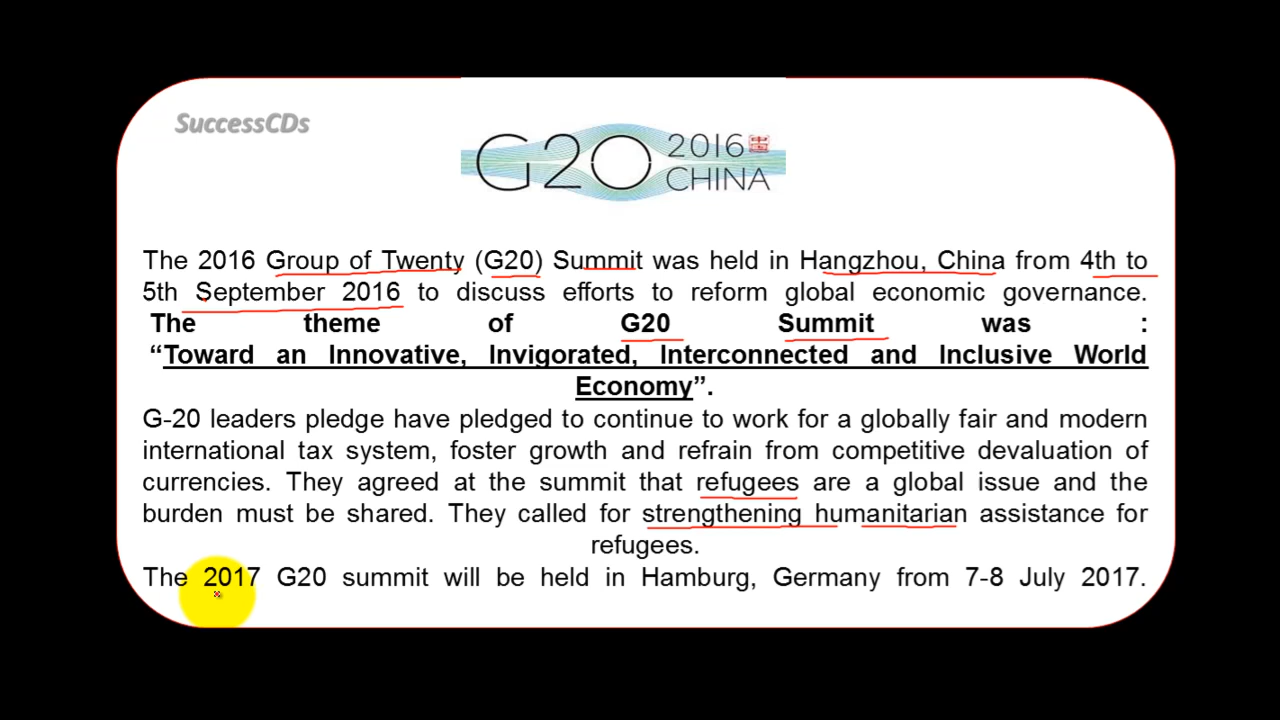 SuccessCDs
G20 2016
CHINA
The 2016 Group of Twenty (G20) Summit was held in Hangzhou, China from 4th to
5th September 2016 to discuss efforts to reform global economic governance.
The theme of G20 Summit was :
“Toward an Innovative, Invigorated, Interconnected and Inclusive World
Economy”.
G-20 leaders pledge have pledged to continue to work for a globally fair and modern
international tax system, foster growth and refrain from competitive devaluation of
currencies. They agreed at the summit that refugees are a global issue and the
burden must be shared. They called for strengthening humanitarian assistance for
refugees.
The 2017 G20 summit will be held in Hamburg, Germany from 7-8 July 2017.